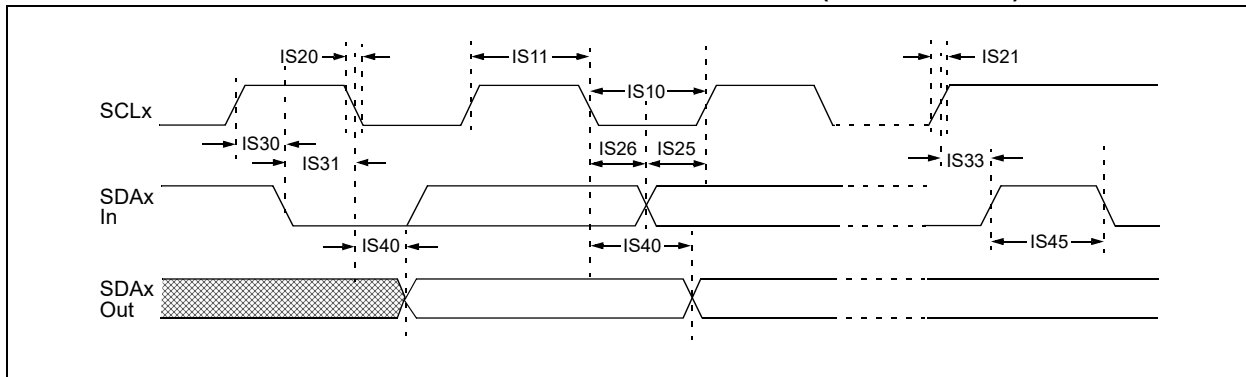 IS20
IS11
IS21
IS10
SCLx
IS30
IS26
IS25
IS31
IS33
SDAx
In
IS40
IS40
IS45
SDAx
Out